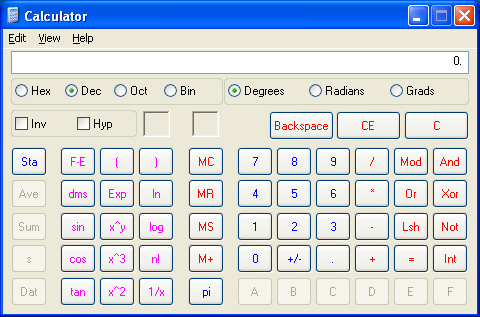 Calculator
Edit View Help
0.
Hex Dec Oct Bin Degrees Radians Grads
Inv Hyp Backspace CE C
Sta F-E ( ) MC 7 8 9 / Mod And
Ave dms Exp ln MR 4 5 6 * Or Xor
Sum sin x^y log MS 1 2 3 - Lsh Not
s cos x^3 n! M+ 0 +/- . + = Int
Dat tan x^2 1/x pi A B C D E F